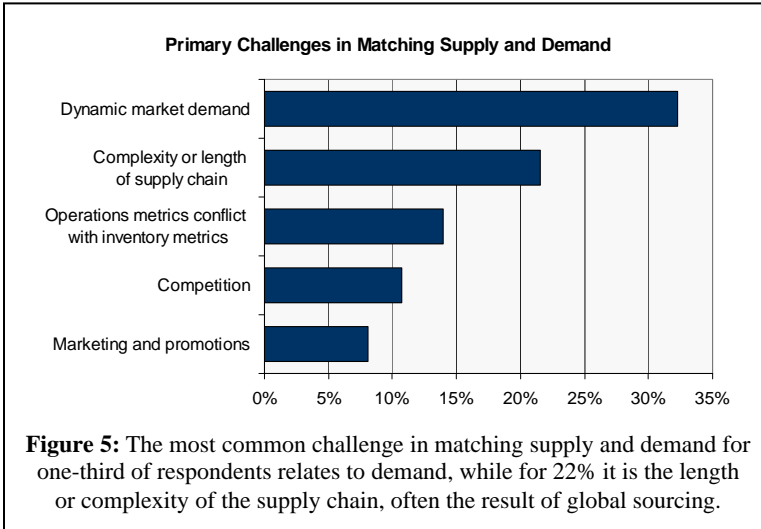 Primary Challenges in Matching Supply and Demand
Dynamic market demand
Complexity or length
of supply chain
Operations metrics conflict
with inventory metrics
Competition
Marketing and promotions
0% 5% 10% 15% 20% 25% 30% 35%
Figure 5: The most common challenge in matching supply and demand for
one-third of respondents relates to demand, while for 22% it is the length
or complexity of the supply chain, often the result of global sourcing.